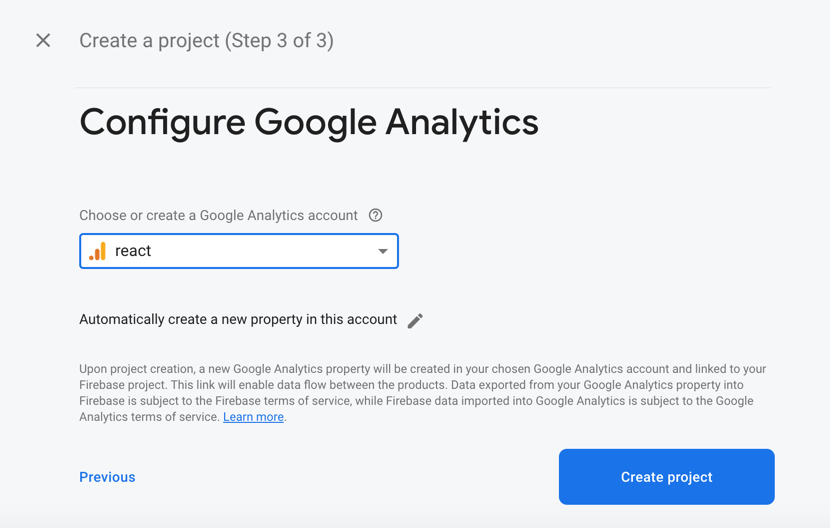 Create a project (Step 3 of 3)
Configure Google Analytics
Choose or create a Google Analytics account
react
Automatically create a new property in this account
Upon project creation, a new Google Analytics property will be created in your chosen Google Analytics account and linked to your
Firebase project. This link will enable data flow between the products. Data exported from your Google Analytics property into
Firebase is subject to the Firebase terms of service, while Firebase data imported into Google Analytics is subject to the Google
Analytics terms of service. Learn more.
Previous
Create project